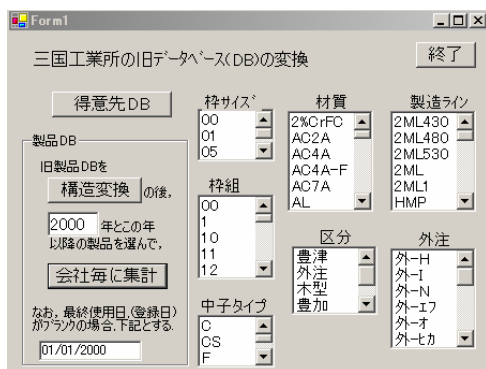 Form1
三国工業所の旧データベース(DB)の変換
終了
得意先DB
製品DB
旧製品DBを
構造変換 の後,
2000 年とこの年
以降の製品を選んで,
会社毎に集計
なお, 最終使用日,(登録日)
がブランクの場合,下記とする.
01/01/2000
枠サイズ
00
01
05
枠組
00
1
10
11
12
中子タイプ
C
CS
F
材質
2%CrFC
AC2A
AC4A
AC4A-F
AC7A
AL
区分
豊津
外注
木型
豊加
製造ライン
2ML430
2ML480
2ML530
2ML
2ML1
HMP
外注
外-H
外-I
外-N
外-エフ
外-オ
外-ヒカ